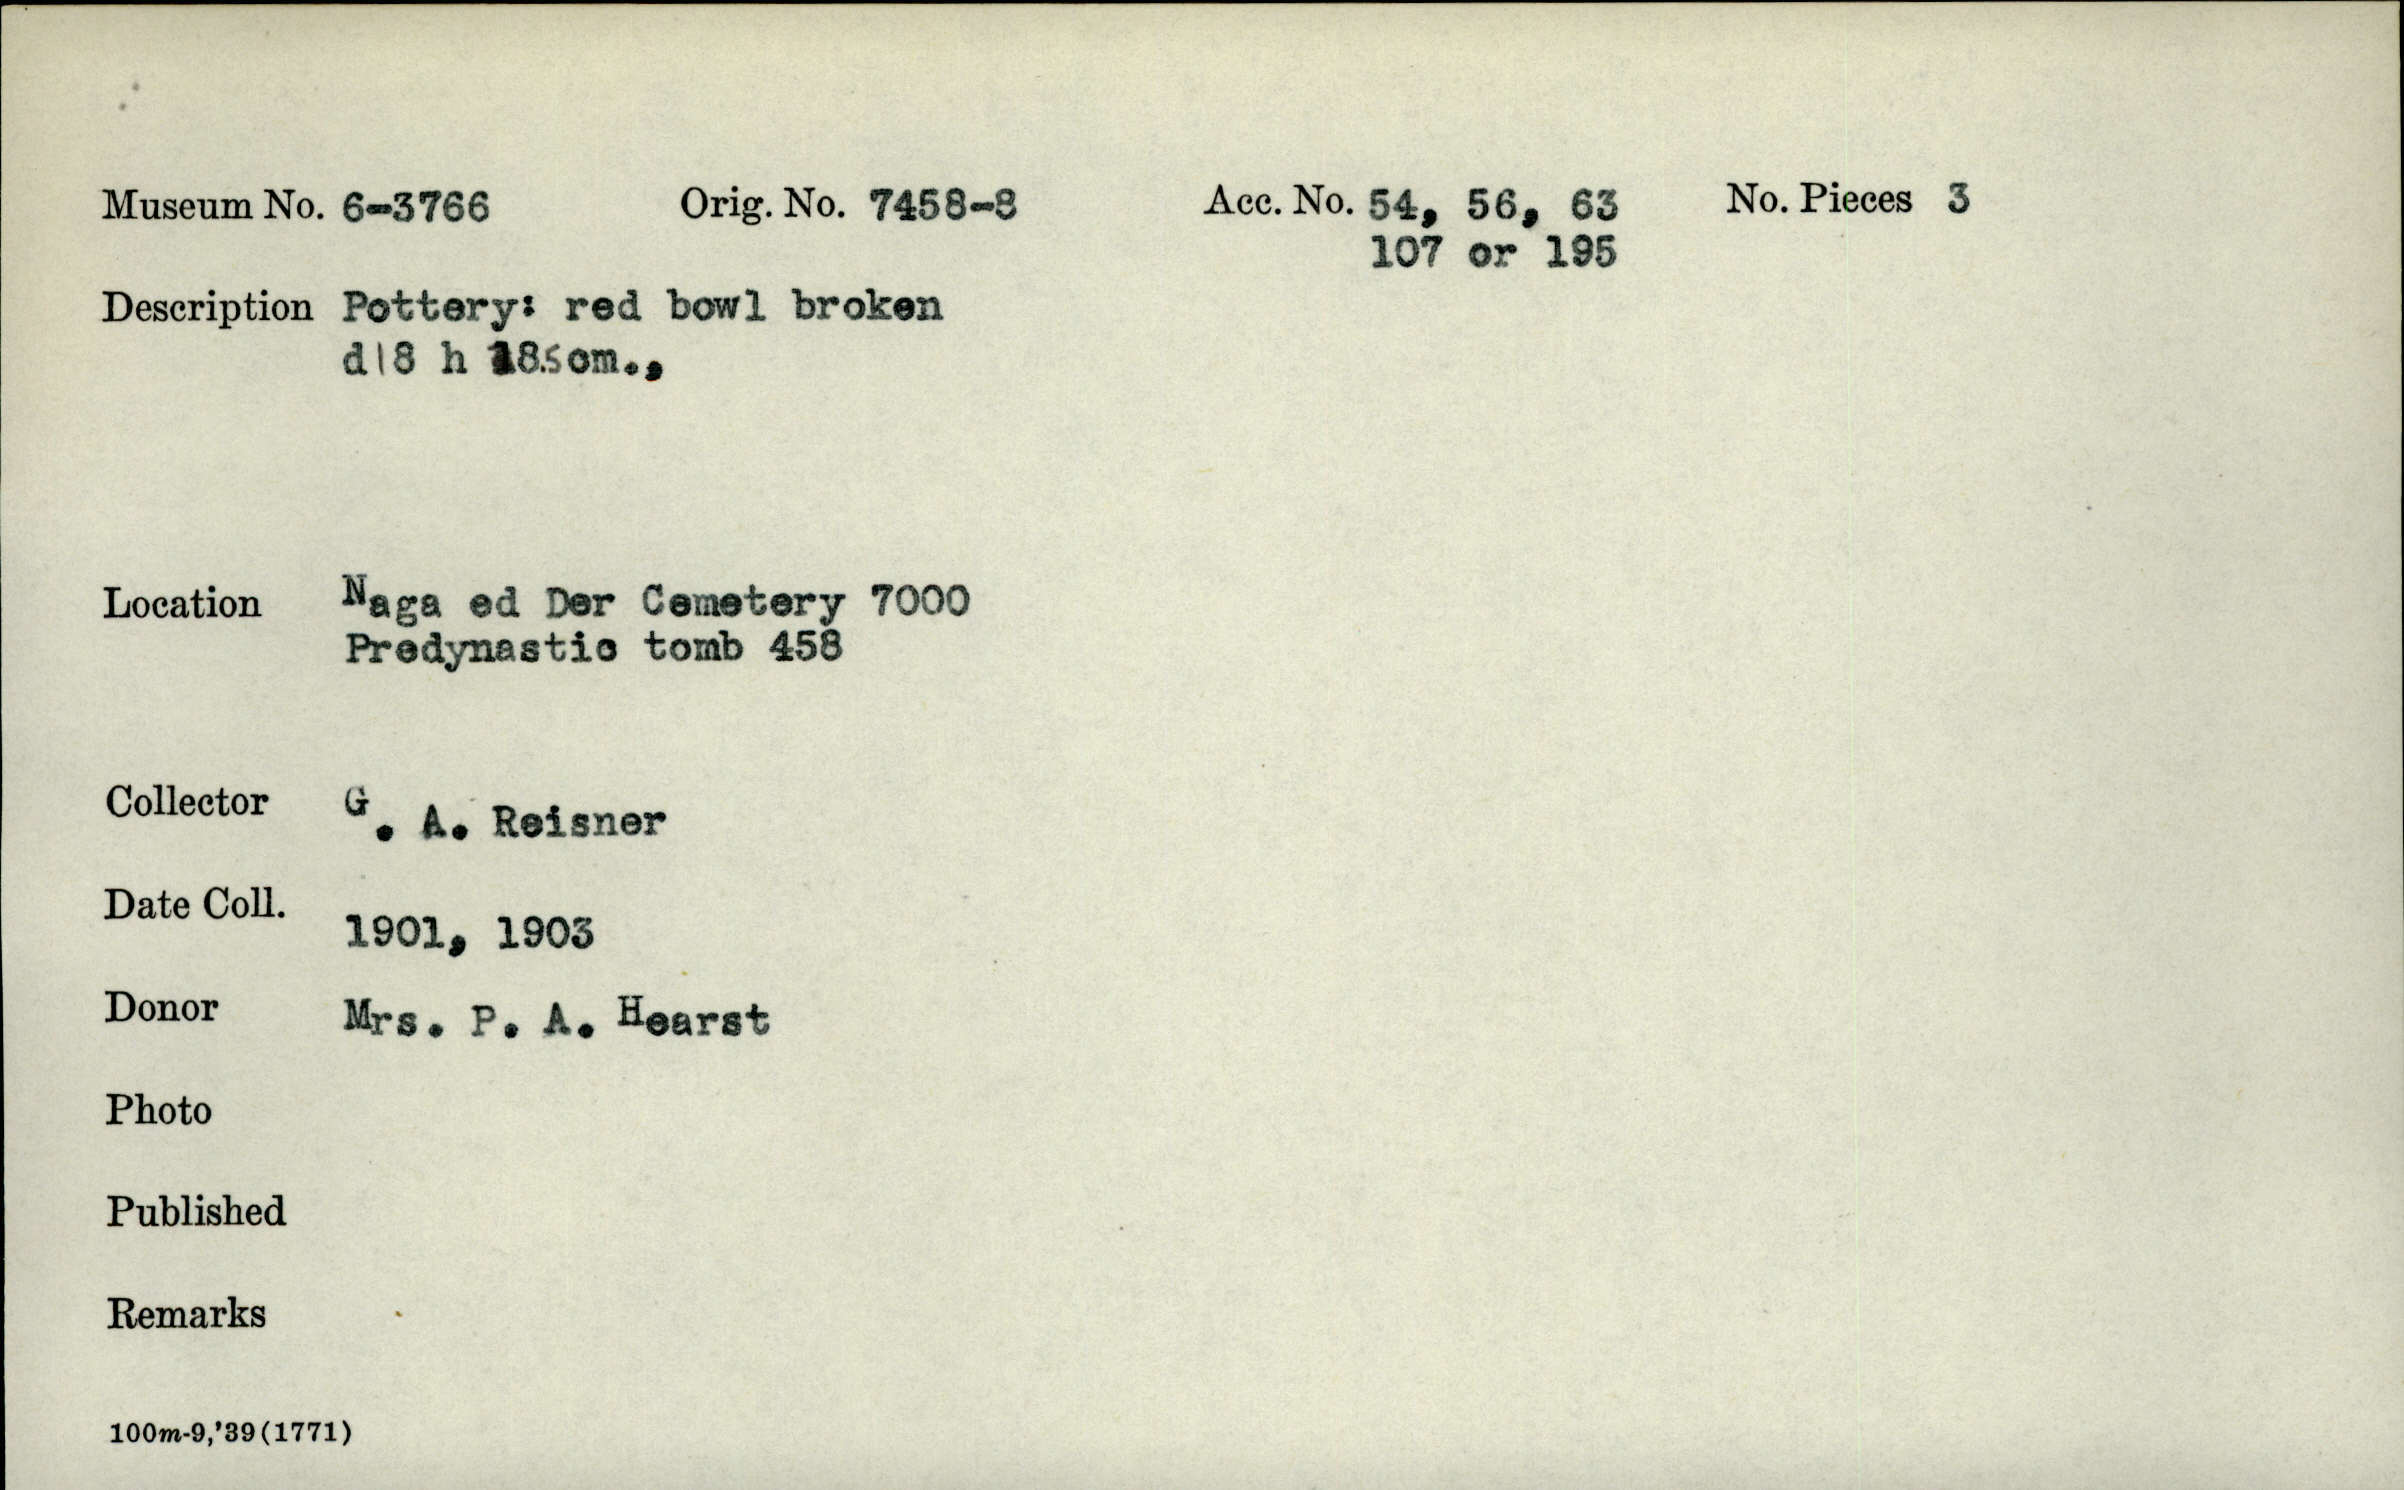 Museum No. 6-3766 Orig. No. 7458-8 Acc. No. 54, 56, 63 No. Pieces 3
107 or 195
Description Pottery: red bowl broken
d 18 h 18.5cm.,
Location Naga ed Der Cemetery 7000
Predynastic tomb 458
Collector G. A. Reisner
Date Coll. 1901, 1903
Donor Mrs. P. A. Hearst
Photo
Published
Remarks
100m-9,'39(1771)